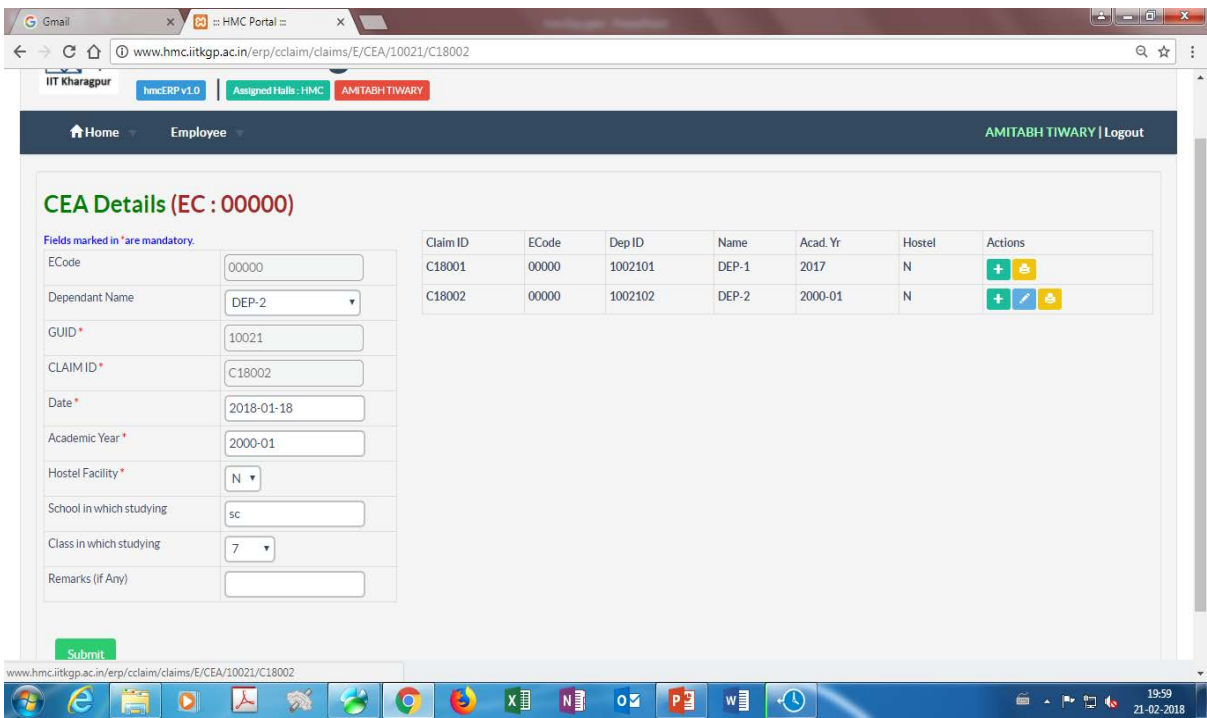 Gmail
::: HMC Portal :::
www.hmc.iitkgp.ac.in/erp/cclaim/claims/E/CEA/10021/C18002
IIT Kharagpur
hmcERP v1.0 | Assigned Halls : HMC AMITABH TIWARY
Home Employee AMITABH TIWARY | Logout
CEA Details (EC : 00000)
Fields marked in *are mandatory.
ECode 00000
Dependant Name DEP-2
GUID * 10021
CLAIM ID * C18002
Date * 2018-01-18
Academic Year * 2000-01
Hostel Facility * N
School in which studying sc
Class in which studying 7
Remarks (if Any)
Submit
Claim ID ECode Dep ID Name Acad. Yr Hostel Actions
C18001 00000 1002101 DEP-1 2017 N
C18002 00000 1002102 DEP-2 2000-01 N
www.hmc.iitkgp.ac.in/erp/cclaim/claims/E/CEA/10021/C18002
19:59
21-02-2018